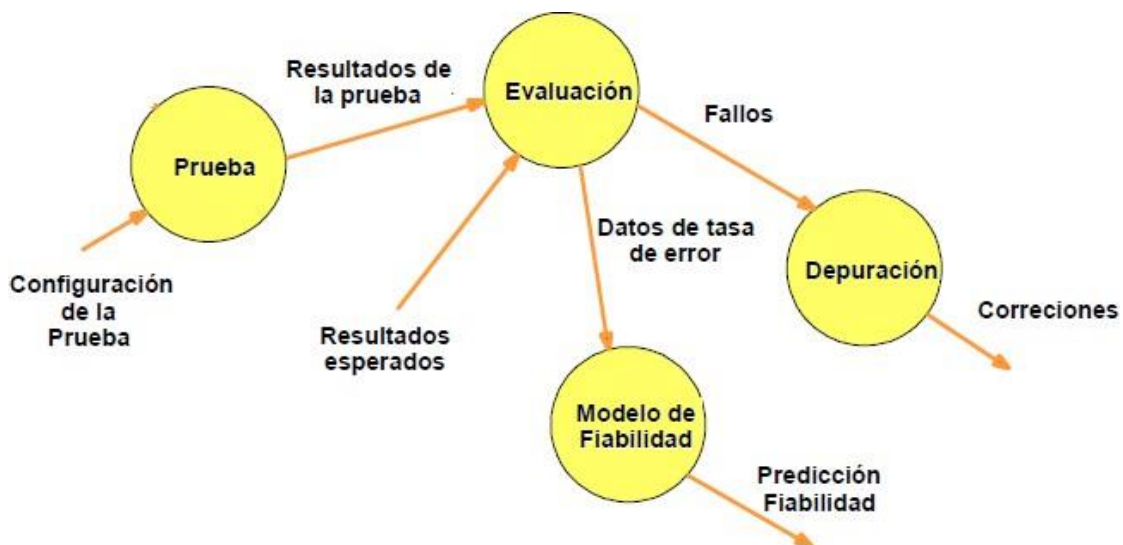 Resultados de
la prueba
Evaluación
Fallos
Prueba
Datos de tasa
de error
Depuración
Configuración
de la
Prueba
Resultados
esperados
Correciones
Modelo de
Fiabilidad
Predicción
Fiabilidad